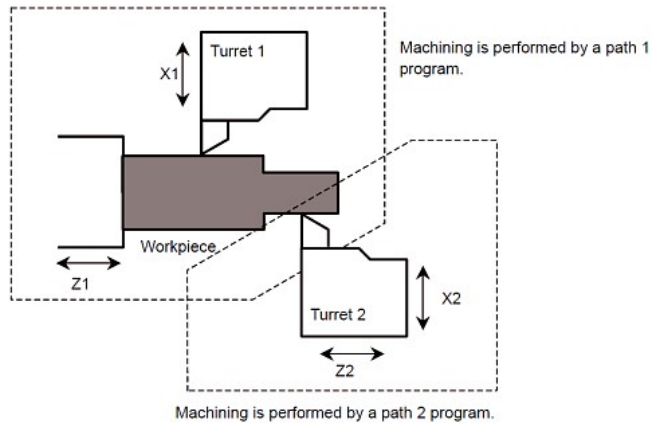 Turret 1
X1
Machining is performed by a path 1
program.
Workpiece
Z1
Turret 2
X2
Z2
Machining is performed by a path 2 program.